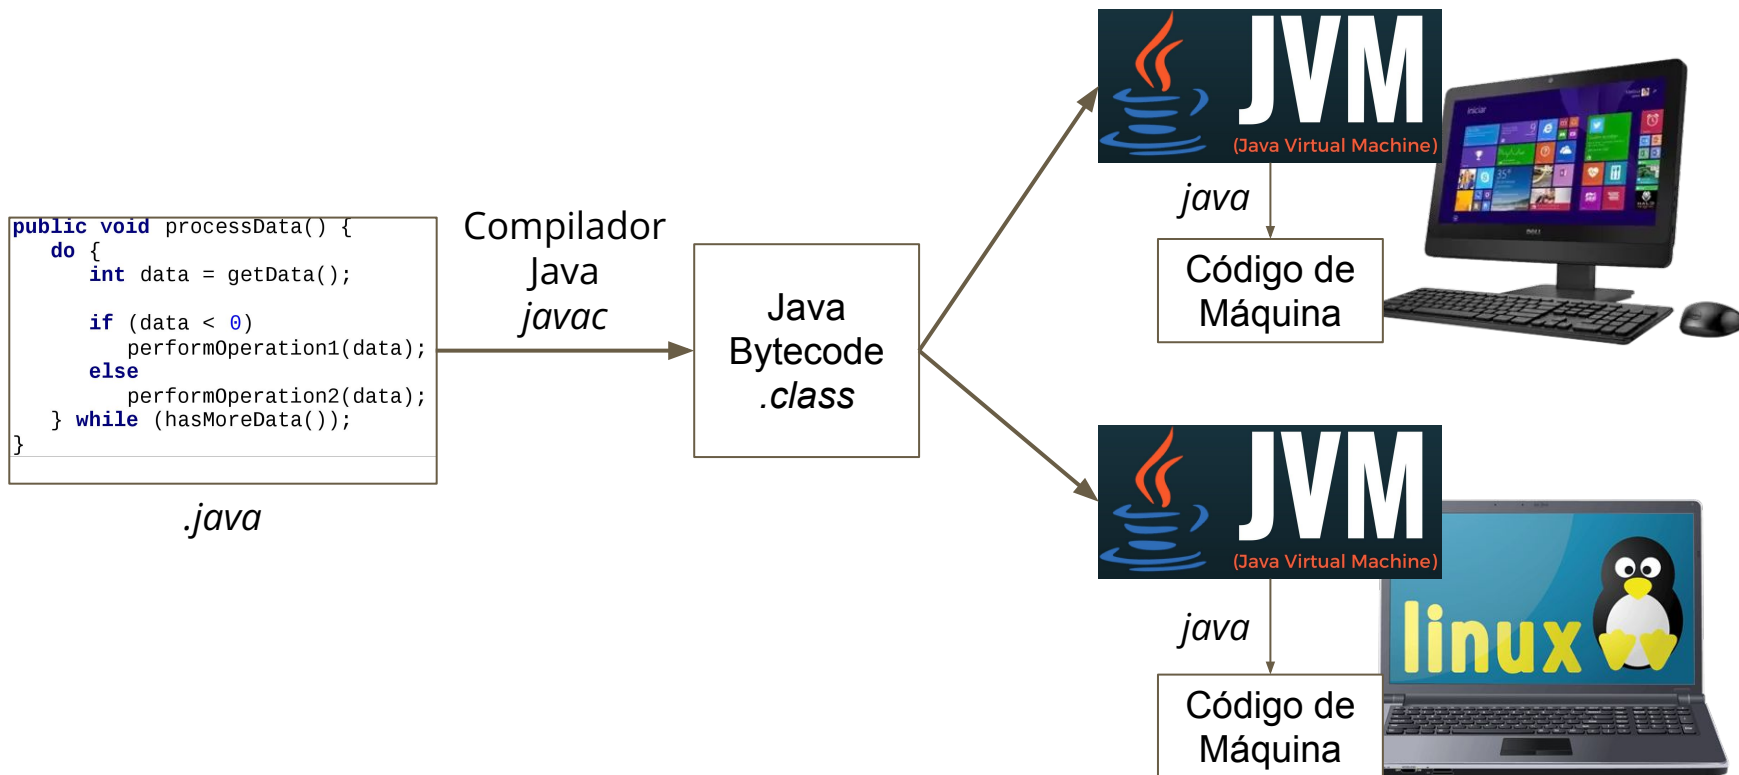 public void processData() {
do {
int data = getData();
if (data < 0)
performOperation1(data);
else
performOperation2(data);
} while (hasMoreData());
}
.java
Compilador
Java
javac
Java
Bytecode
.class
JVM
(Java Virtual Machine)
java
Código de
Máquina
Iniciar
DELL
JVM
(Java Virtual Machine)
java
Código de
Máquina
linux